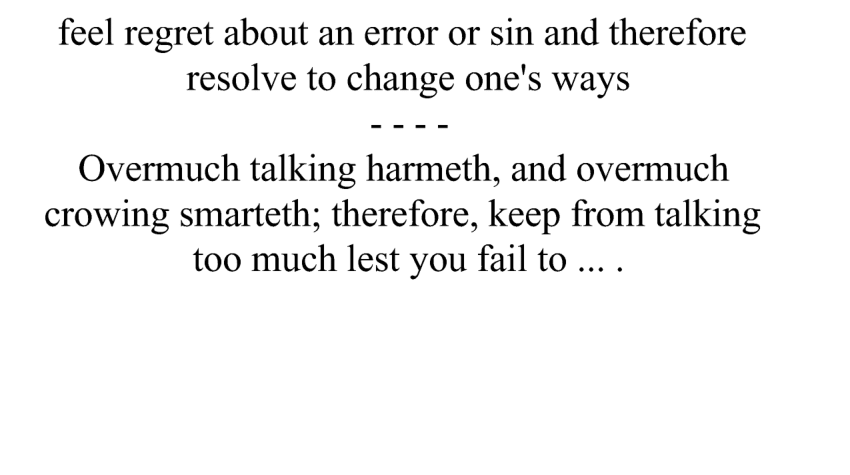 feel regret about an error or sin and therefore
resolve to change one's ways
- - - -
Overmuch talking harmeth, and overmuch
crowing smarteth; therefore, keep from talking
too much lest you fail to ... .